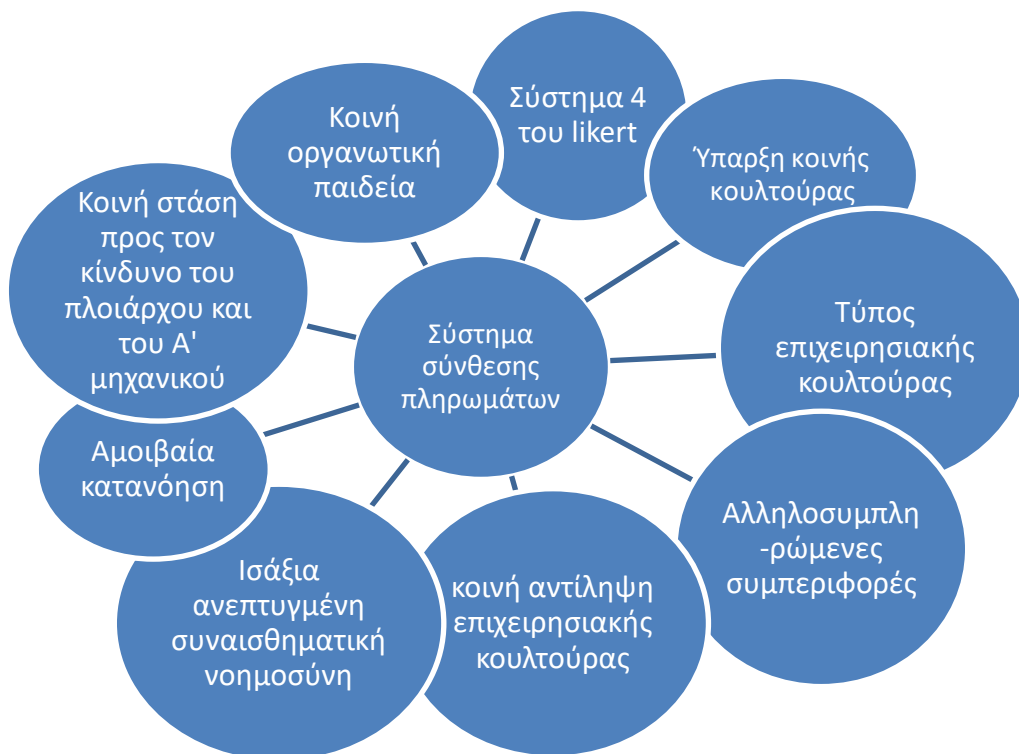 Σύστημα 4
του likert
Ύπαρξη κοινής
κουλτούρας
Τύπος
επιχειρησιακής
κουλτούρας
Αλληλοσυμπλη
-ρώμενες
συμπεριφορές
κοινή αντίληψη
επιχειρησιακής
κουλτούρας
Ισάξια
ανεπτυγμένη
συναισθηματική
νοημοσύνη
Αμοιβαία
κατανόηση
Κοινή στάση
προς τον
κίνδυνο του
πλοιάρχου και
του Α'
μηχανικού
Κοινή
οργανωτική
παιδεία
Σύστημα
σύνθεσης
πληρωμάτων